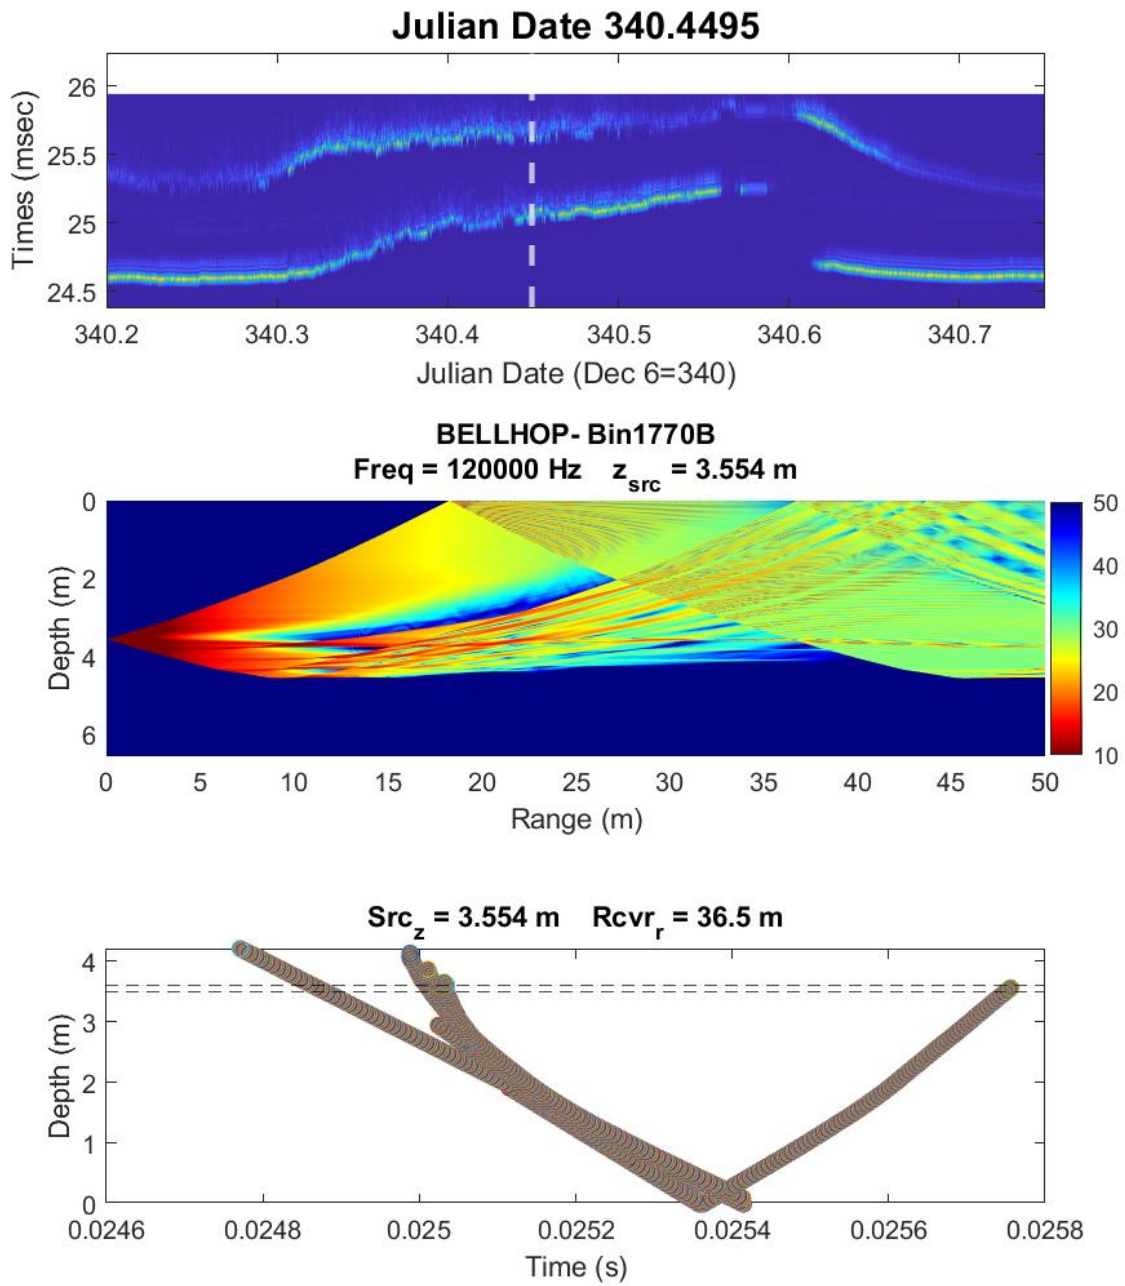 Julian Date 340.4495
Times (msec)
26
25.5
25
24.5
340.2 340.3 340.4 340.5 340.6 340.7
Julian Date (Dec 6=340)
BELLHOP- Bin1770B
Freq = 120000 Hz z_src = 3.554 m
Depth (m)
0
2
4
6
50
40
30
20
10
0 5 10 15 20 25 30 35 40 45 50
Range (m)
Src_z = 3.554 m Rcvr_r = 36.5 m
Depth (m)
4
3
2
1
0
0.0246 0.0248 0.025 0.0252 0.0254 0.0256 0.0258
Time (s)